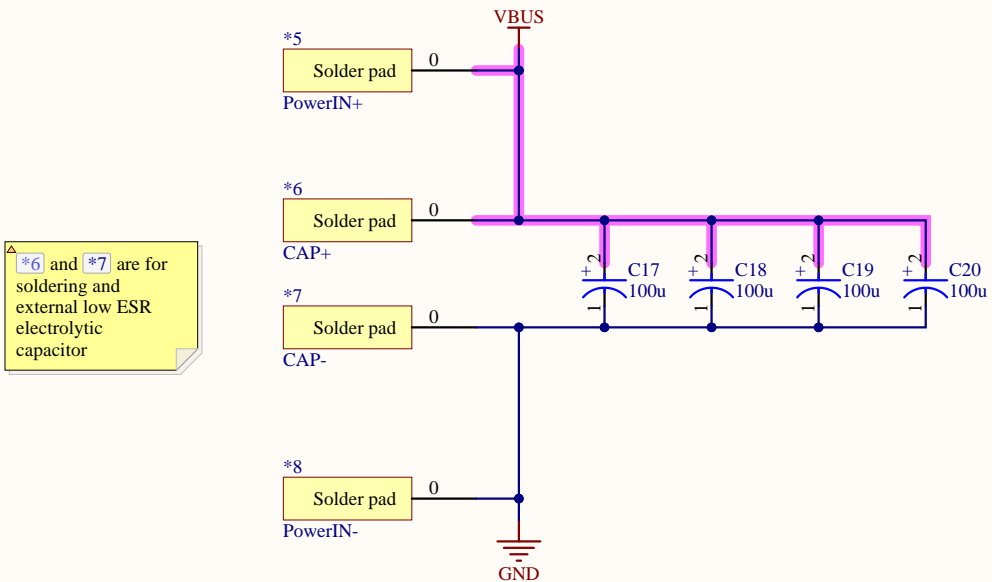 VBUS
*5
Solder pad
0
PowerIN+
*6
Solder pad
0
CAP+
*6 and *7 are for
soldering and
external low ESR
electrolytic
capacitor
+ 2
C17
100u
1
+ 2
C18
100u
1
+ 2
C19
100u
1
+ 2
C20
100u
1
*7
Solder pad
0
CAP-
*8
Solder pad
0
PowerIN-
GND